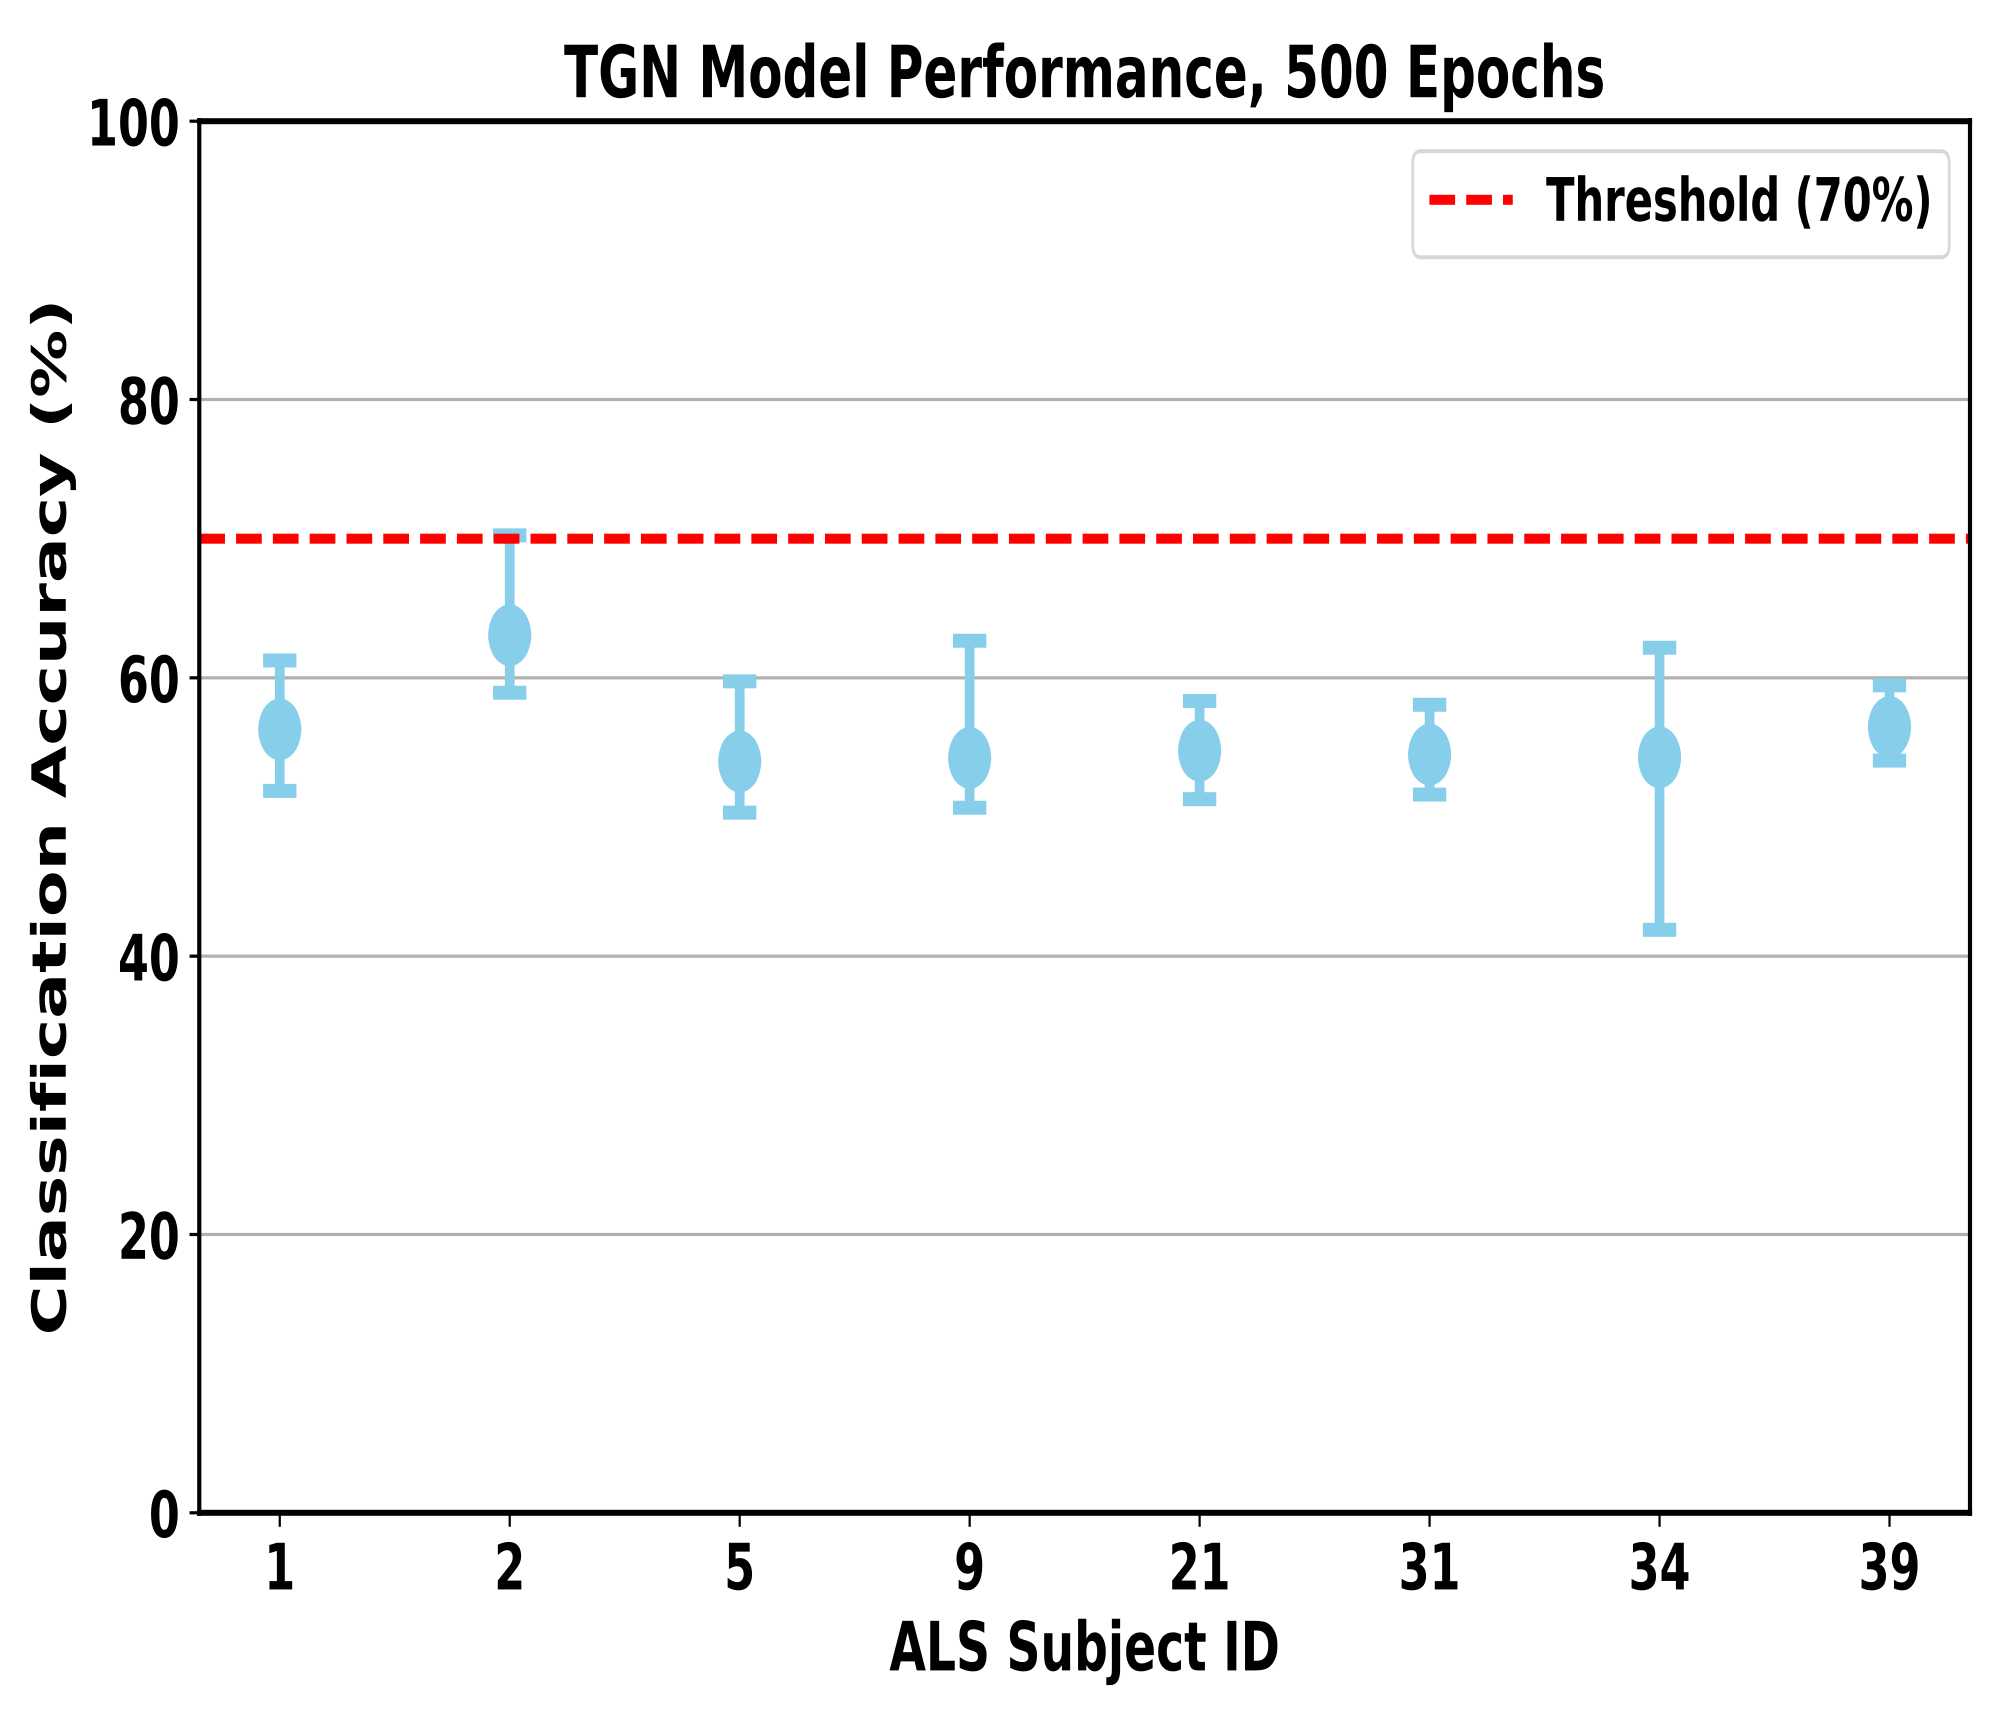 TGN Model Performance, 500 Epochs
Threshold (70%)
Classification Accuracy (%)
100
80
60
40
20
0
1 2 5 9 21 31 34 39
ALS Subject ID